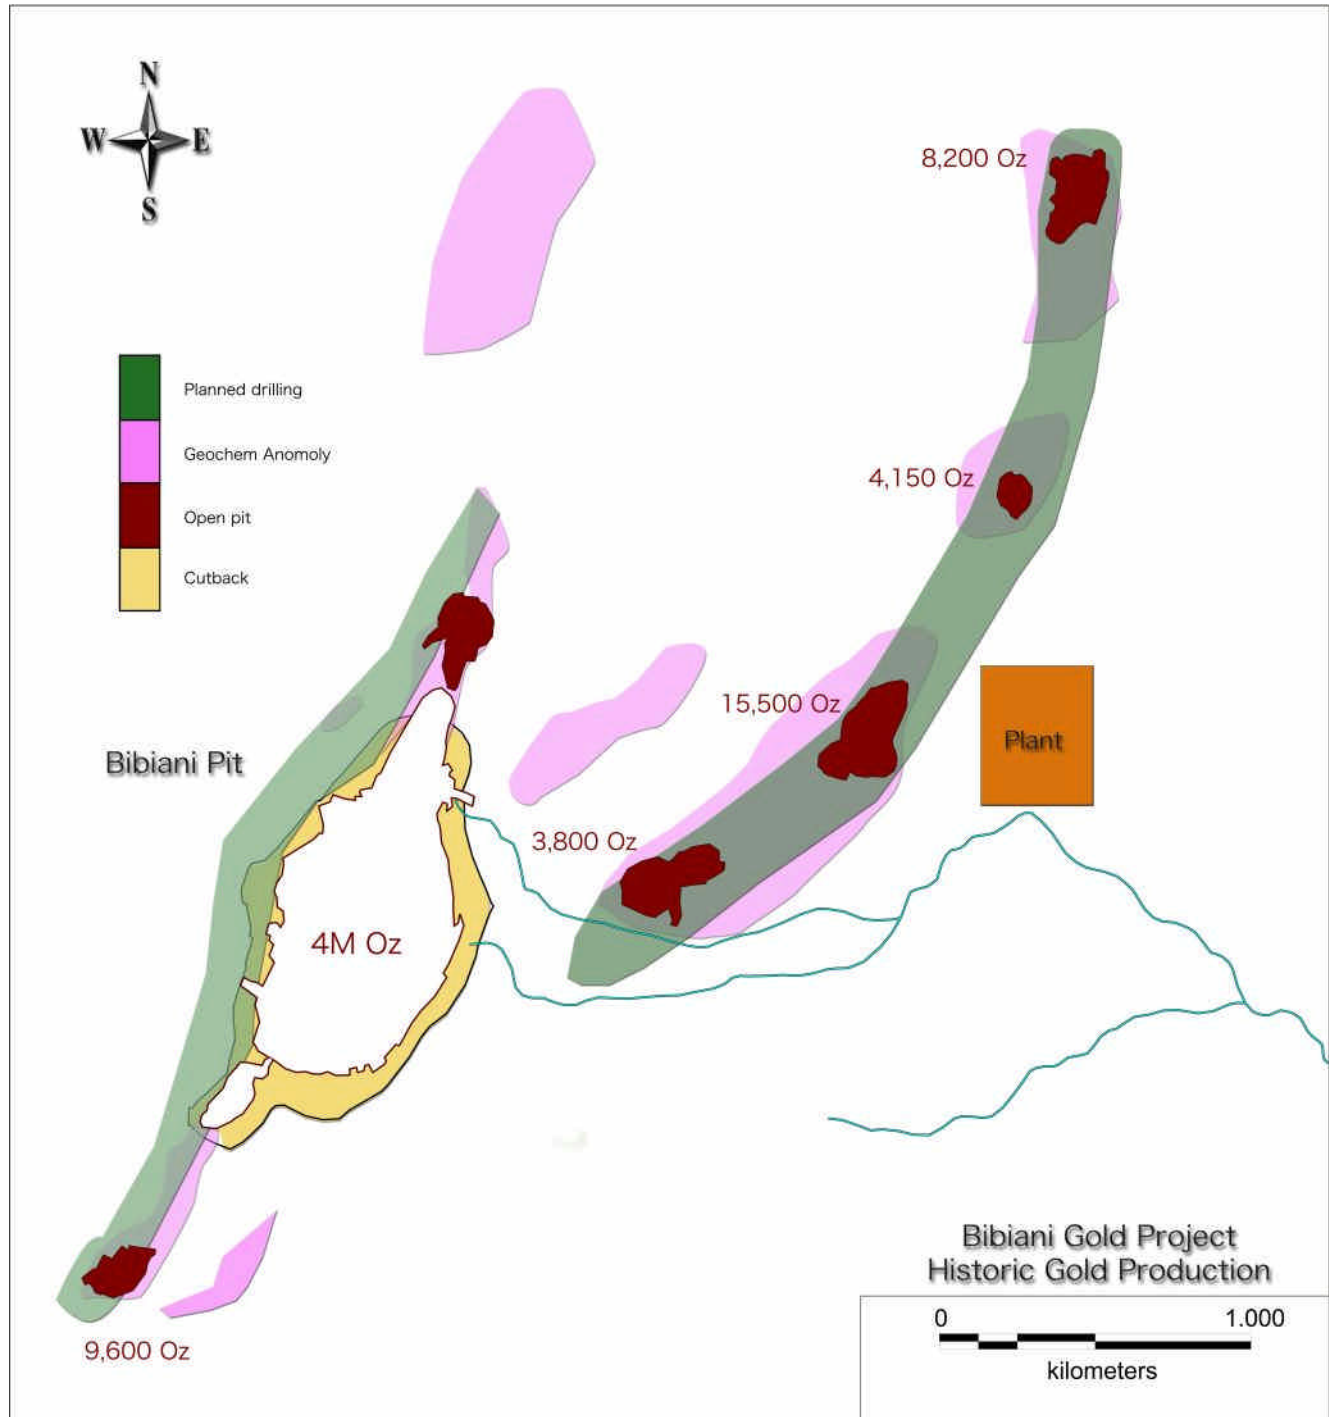 N
W E
S
8,200 Oz
Planned drilling
Geochem Anomoly
4,150 Oz
Open pit
Cutback
15,500 Oz
Plant
Bibiani Pit
3,800 Oz
4M Oz
Bibiani Gold Project
Historic Gold Production
0 1.000
kilometers
9,600 Oz